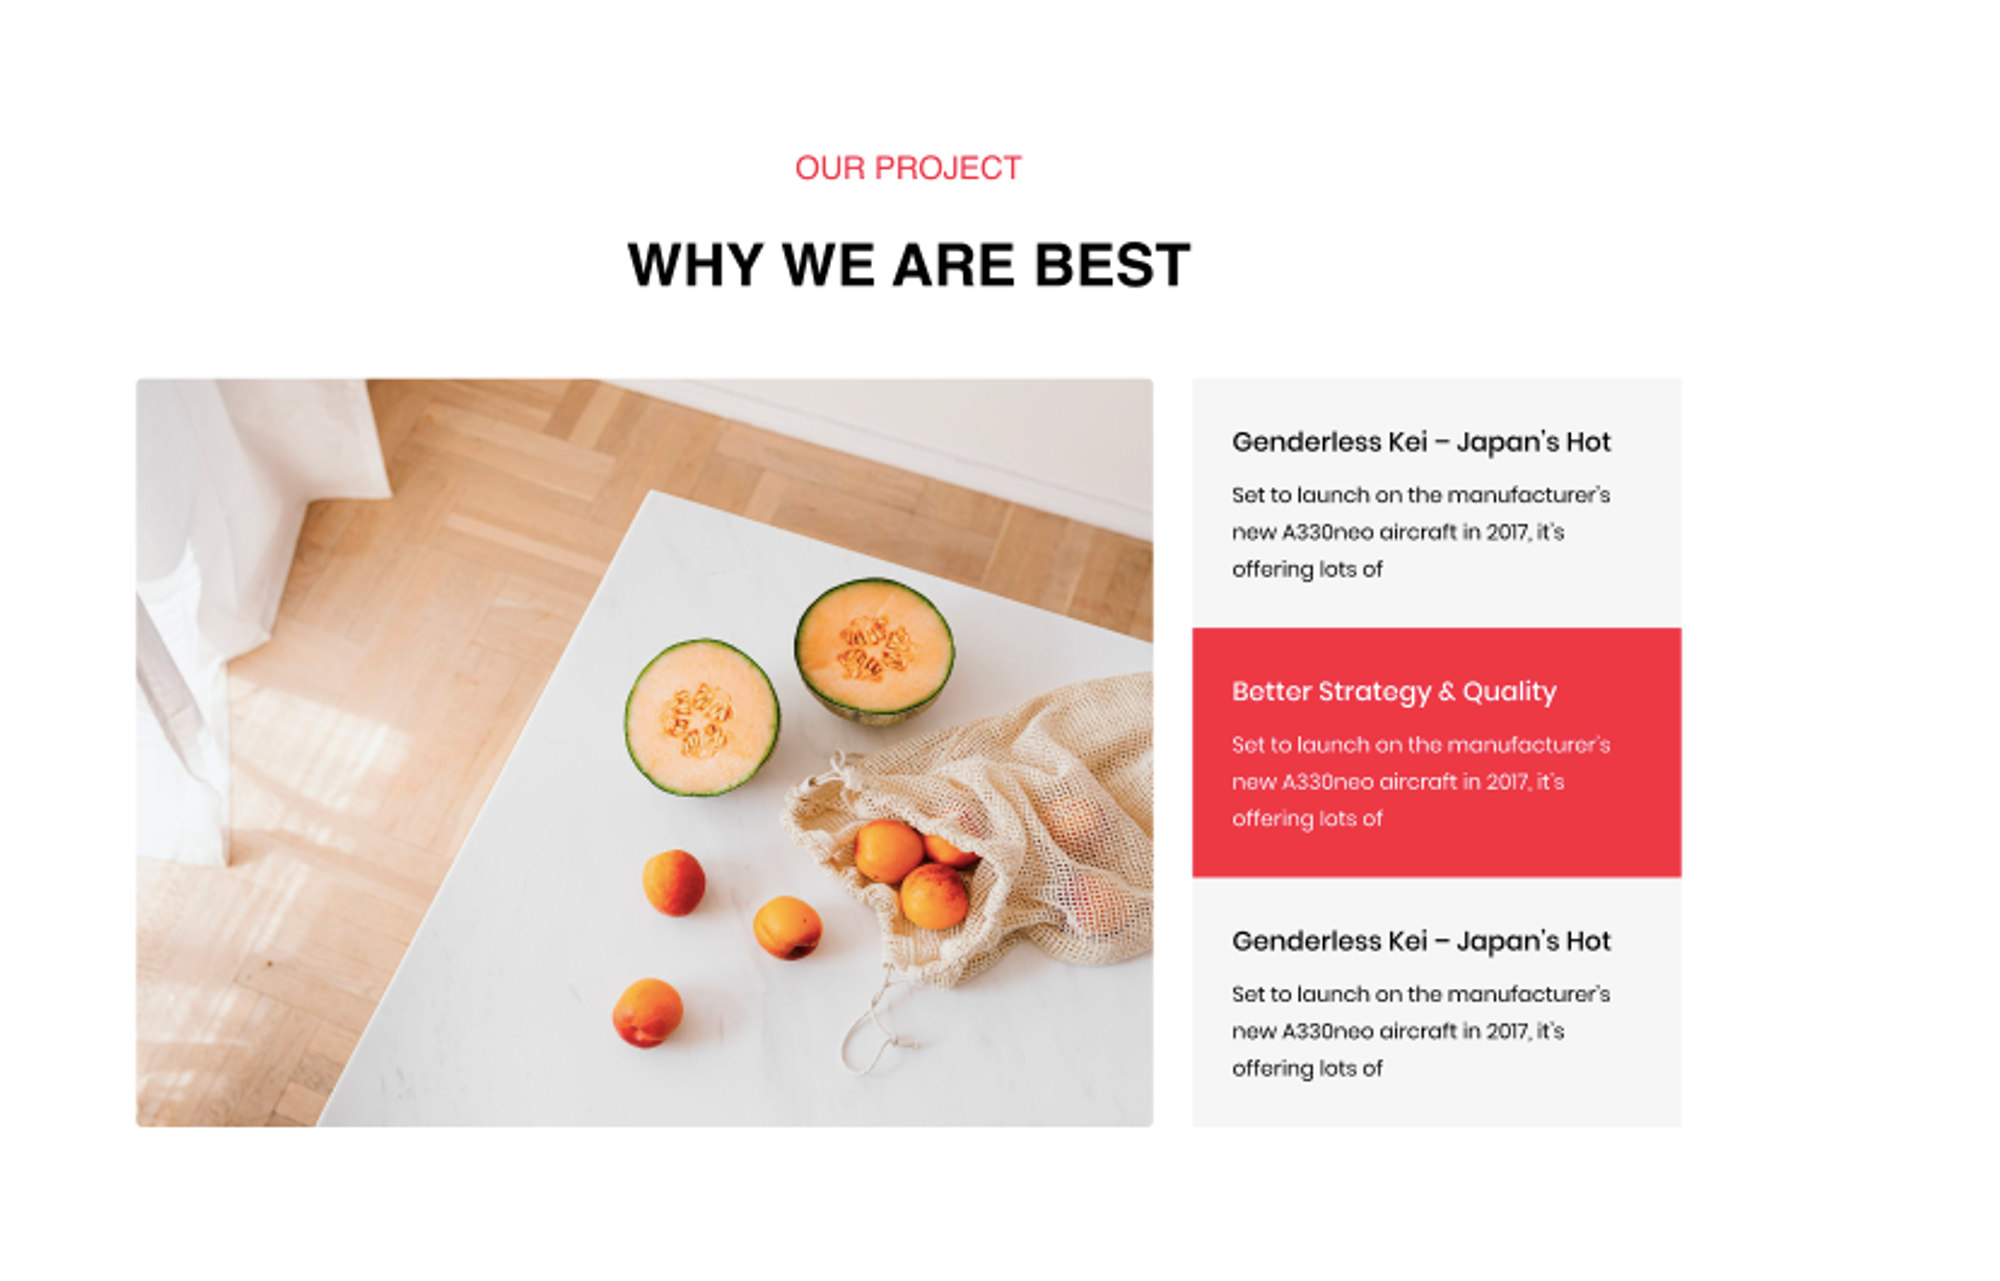 OUR PROJECT
WHY WE ARE BEST
Genderless Kei – Japan's Hot
Set to launch on the manufacturer's
new A330neo aircraft in 2017, it's
offering lots of
Better Strategy & Quality
Set to launch on the manufacturer's
new A330neo aircraft in 2017, it's
offering lots of
Genderless Kei – Japan's Hot
Set to launch on the manufacturer's
new A330neo aircraft in 2017, it's
offering lots of